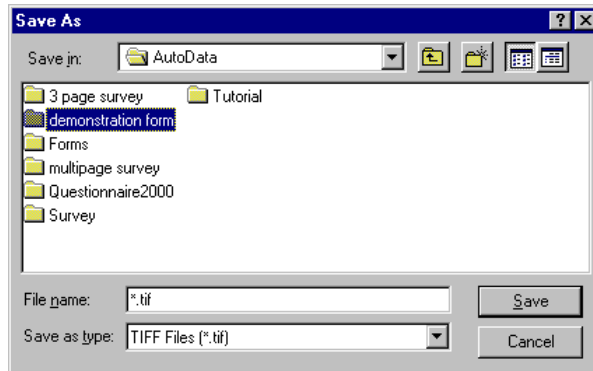 Save As
Save in: AutoData
3 page survey Tutorial
demonstration form
Forms
multipage survey
Questionnaire2000
Survey
File name: *.tif Save
Save as type: TIFF Files (*.tif) Cancel